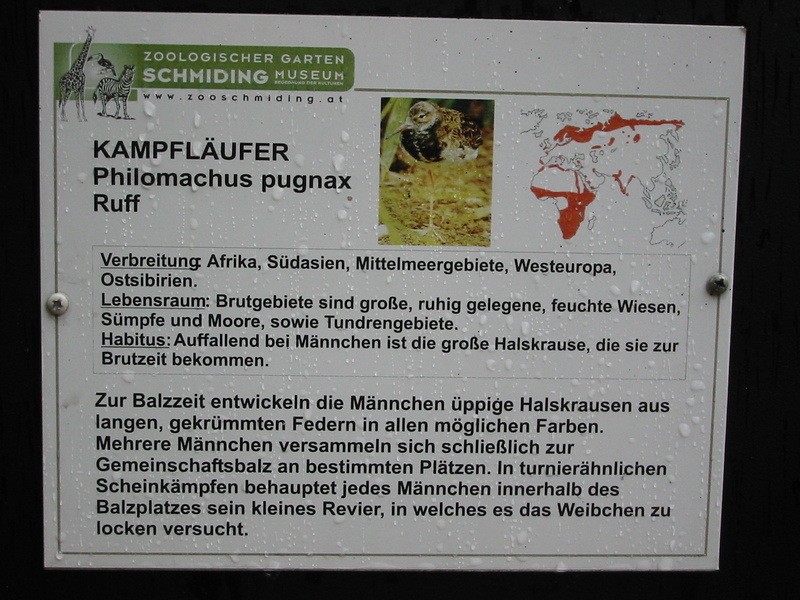 ZOOLOGISCHER GARTEN
SCHMIDING MUSEUM
BEGEGNUNG DER KULTUREN
www.zooschmiding.at
KAMPFLÄUFER
Philomachus pugnax
Ruff
Verbreitung: Afrika, Südasien, Mittelmeergebiete, Westeuropa,
Ostsibirien.
Lebensraum: Brutgebiete sind große, ruhig gelegene, feuchte Wiesen,
Sümpfe und Moore, sowie Tundrengebiete.
Habitus: Auffallend bei Männchen ist die große Halskrause, die sie zur
Brutzeit bekommen.
Zur Balzzeit entwickeln die Männchen üppige Halskrausen aus
langen, gekrümmten Federn in allen möglichen Farben.
Mehrere Männchen versammeln sich schließlich zur
Gemeinschaftsbalz an bestimmten Plätzen. In turnierähnlichen
Scheinkämpfen behauptet jedes Männchen innerhalb des
Balzplatzes sein kleines Revier, in welches es das Weibchen zu
locken versucht.